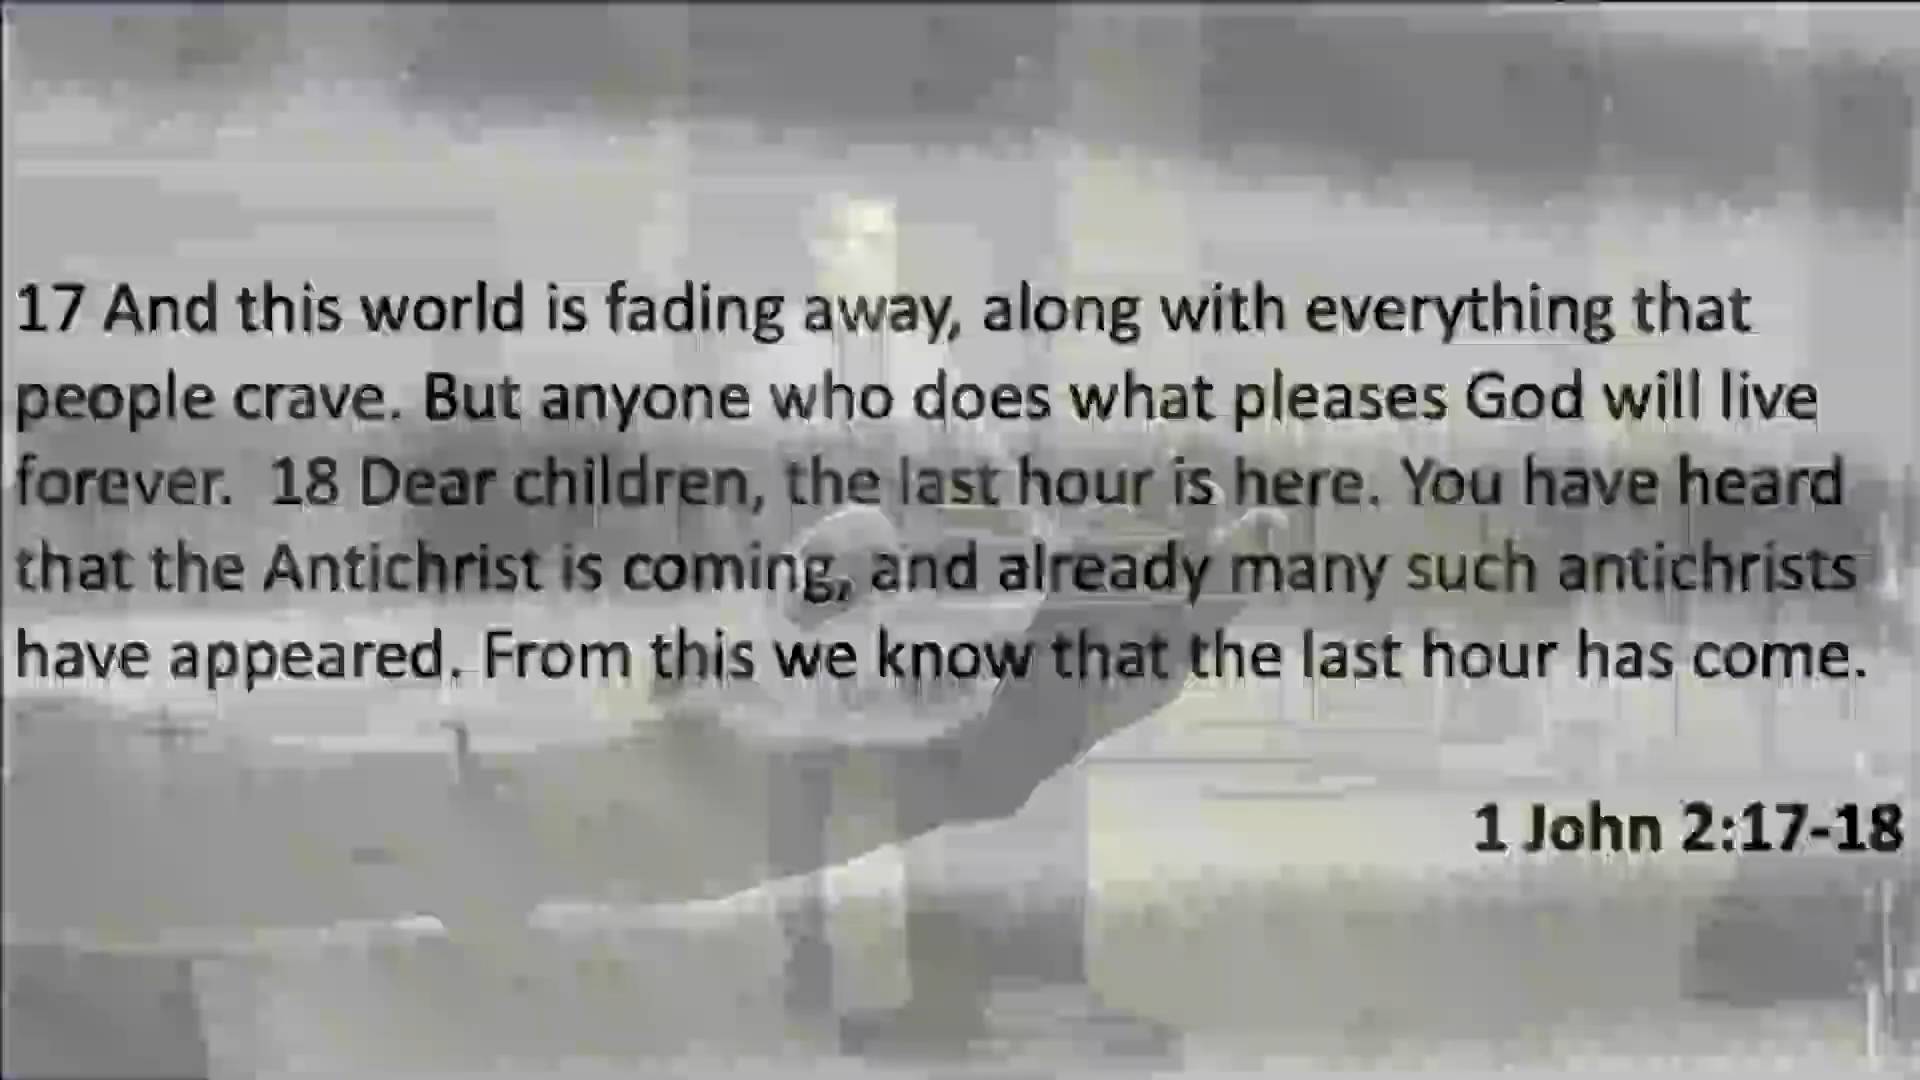 17 And this world is fading away, along with everything that
people crave. But anyone who does what pleases God will live
forever.  18 Dear children, the last hour is here. You have heard
that the Antichrist is coming, and already many such antichrists
have appeared. From this we know that the last hour has come.
1 John 2:17-18